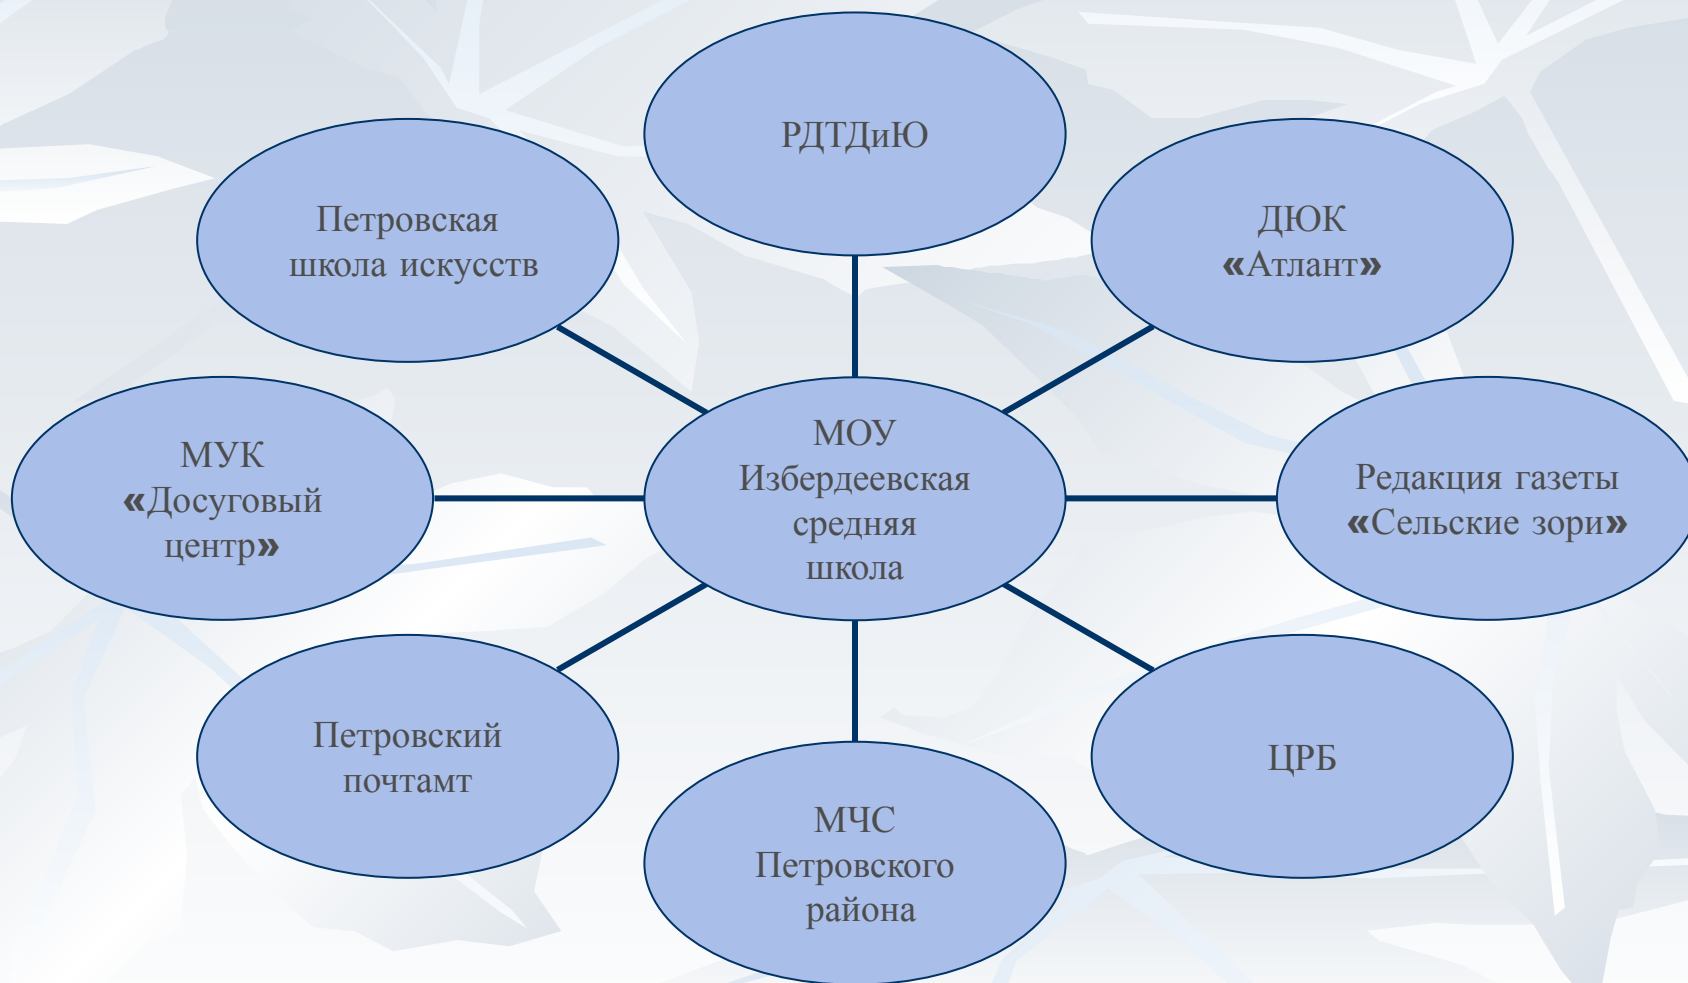 РДТДиЮ
Петровская
школа искусств
ДЮК
«Атлант»
МУК
«Досуговый
центр»
МОУ
Избердеевская
средняя
школа
Редакция газеты
«Сельские зори»
Петровский
почтамт
ЦРБ
МЧС
Петровского
района